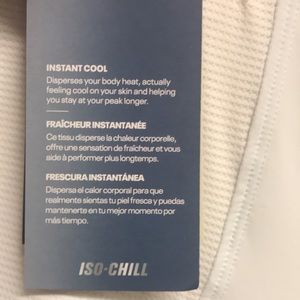 INSTANT COOL
Disperses your body heat, actually
feeling cool on your skin and helping
you stay at your peak longer.
FRAÎCHEUR INSTANTANÉE
Ce tissu disperse la chaleur corporelle,
offre une sensation de fraîcheur et vous
aide à performer plus longtemps.
FRESCURA INSTANTÁNEA
Dispersa el calor corporal para que
realmente sientas tu piel fresca y puedas
mantenerte en tu mejor momento por
más tiempo.
ISO-CHILL